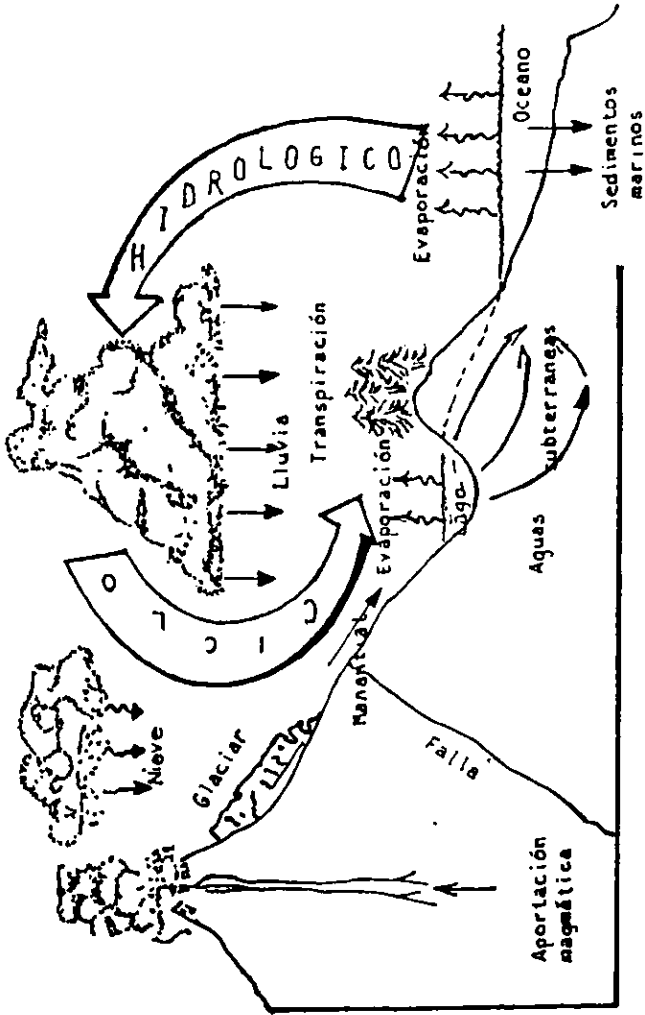 CICLO
HIDROLOGICO
Nieve
Glaciar
Lluvia
Transpiración
Manantial
Evaporación
Lago
Evaporación
Oceano
Falla
Aguas subterraneas
Aportación
magmática
Sedimentos
marinos